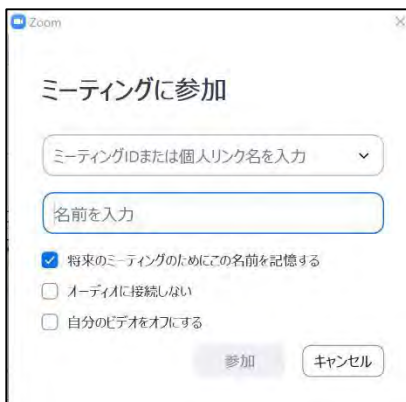 Zoom
ミーティングに参加
ミーティングIDまたは個人リンク名を入力
名前を入力
将来のミーティングのためにこの名前を記憶する
オーディオに接続しない
自分のビデオをオフにする
参加 キャンセル